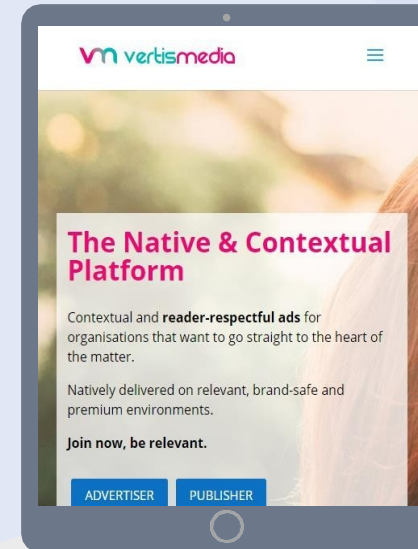 vm vertismedia
The Native & Contextual
Platform
Contextual and reader-respectful ads for
organisations that want to go straight to the heart of
the matter.
Natively delivered on relevant, brand-safe and
premium environments.
Join now, be relevant.
ADVERTISER PUBLISHER